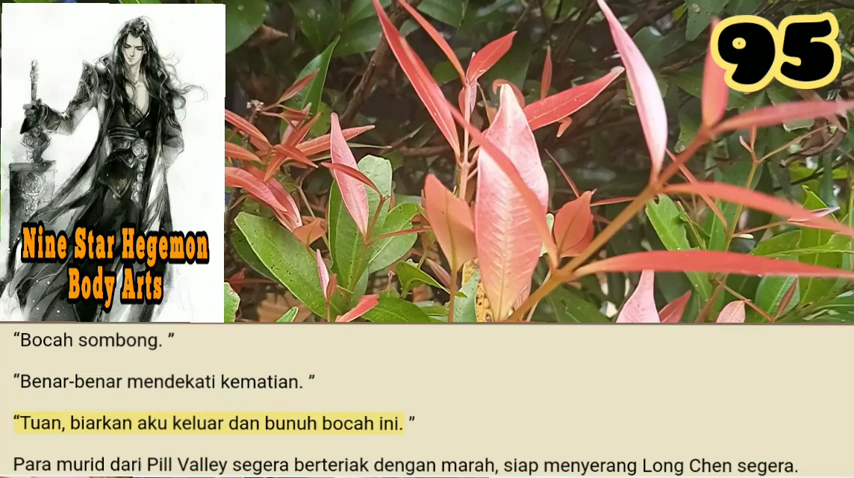 95
Nine Star Hegemon
Body Arts
“Bocah sombong. ”
“Benar-benar mendekati kematian. ”
“Tuan, biarkan aku keluar dan bunuh bocah ini. ”
Para murid dari Pill Valley segera berteriak dengan marah, siap menyerang Long Chen segera.